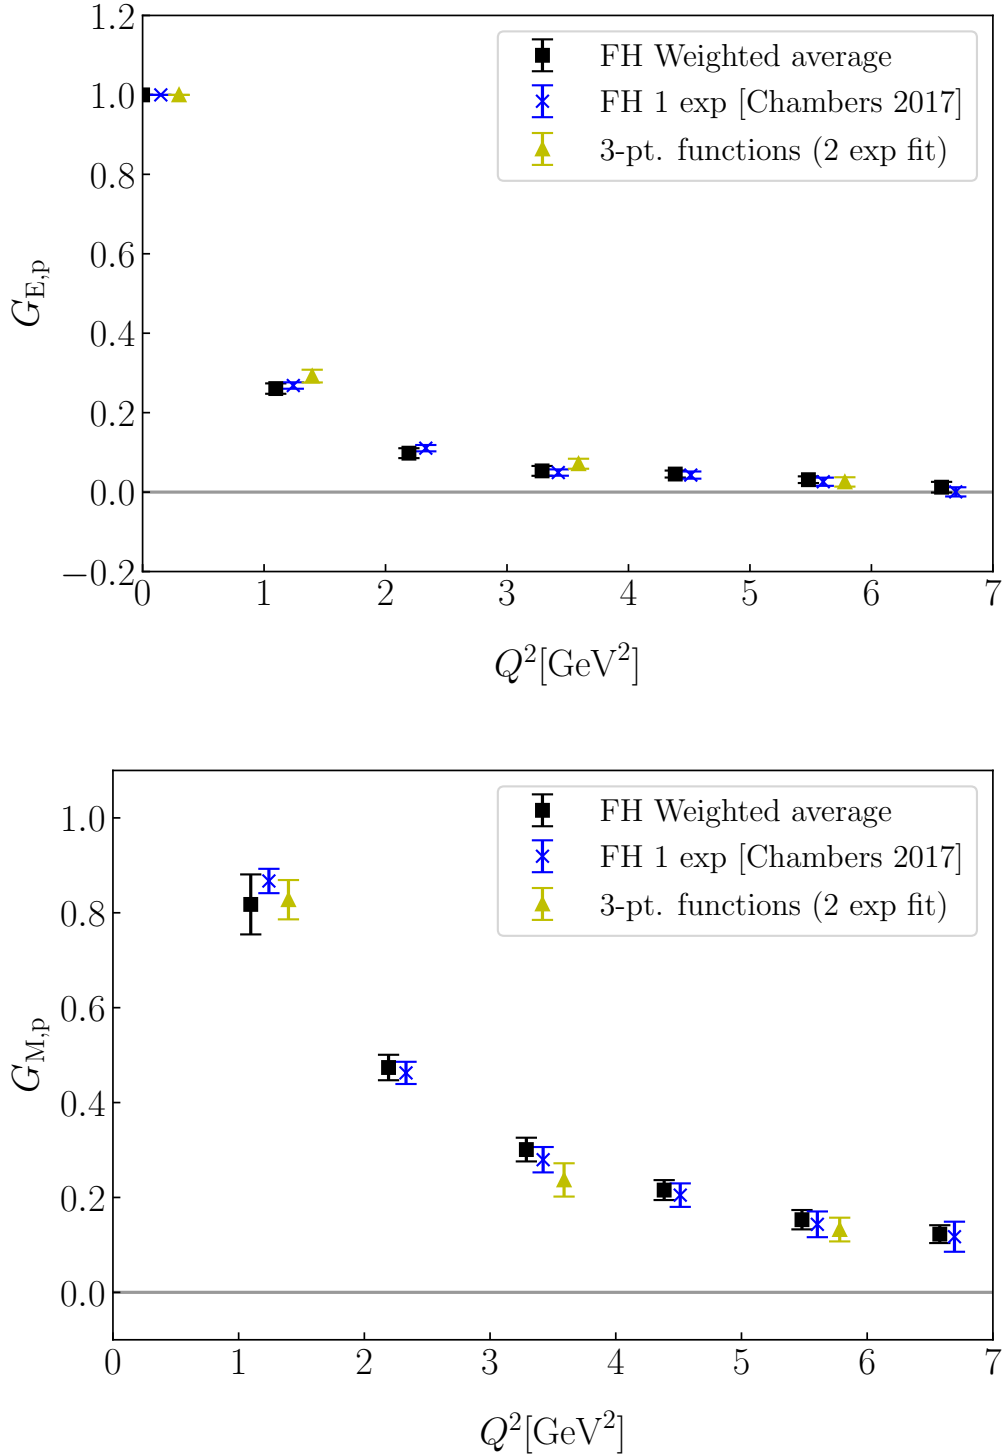 1.2
1.0
0.8
0.6
0.4
0.2
0.0
−0.2
G_{E,p}
FH Weighted average
FH 1 exp [Chambers 2017]
3-pt. functions (2 exp fit)
0 1 2 3 4 5 6 7
Q^2[GeV^2]
1.0
0.8
0.6
0.4
0.2
0.0
G_{M,p}
FH Weighted average
FH 1 exp [Chambers 2017]
3-pt. functions (2 exp fit)
0 1 2 3 4 5 6 7
Q^2[GeV^2]